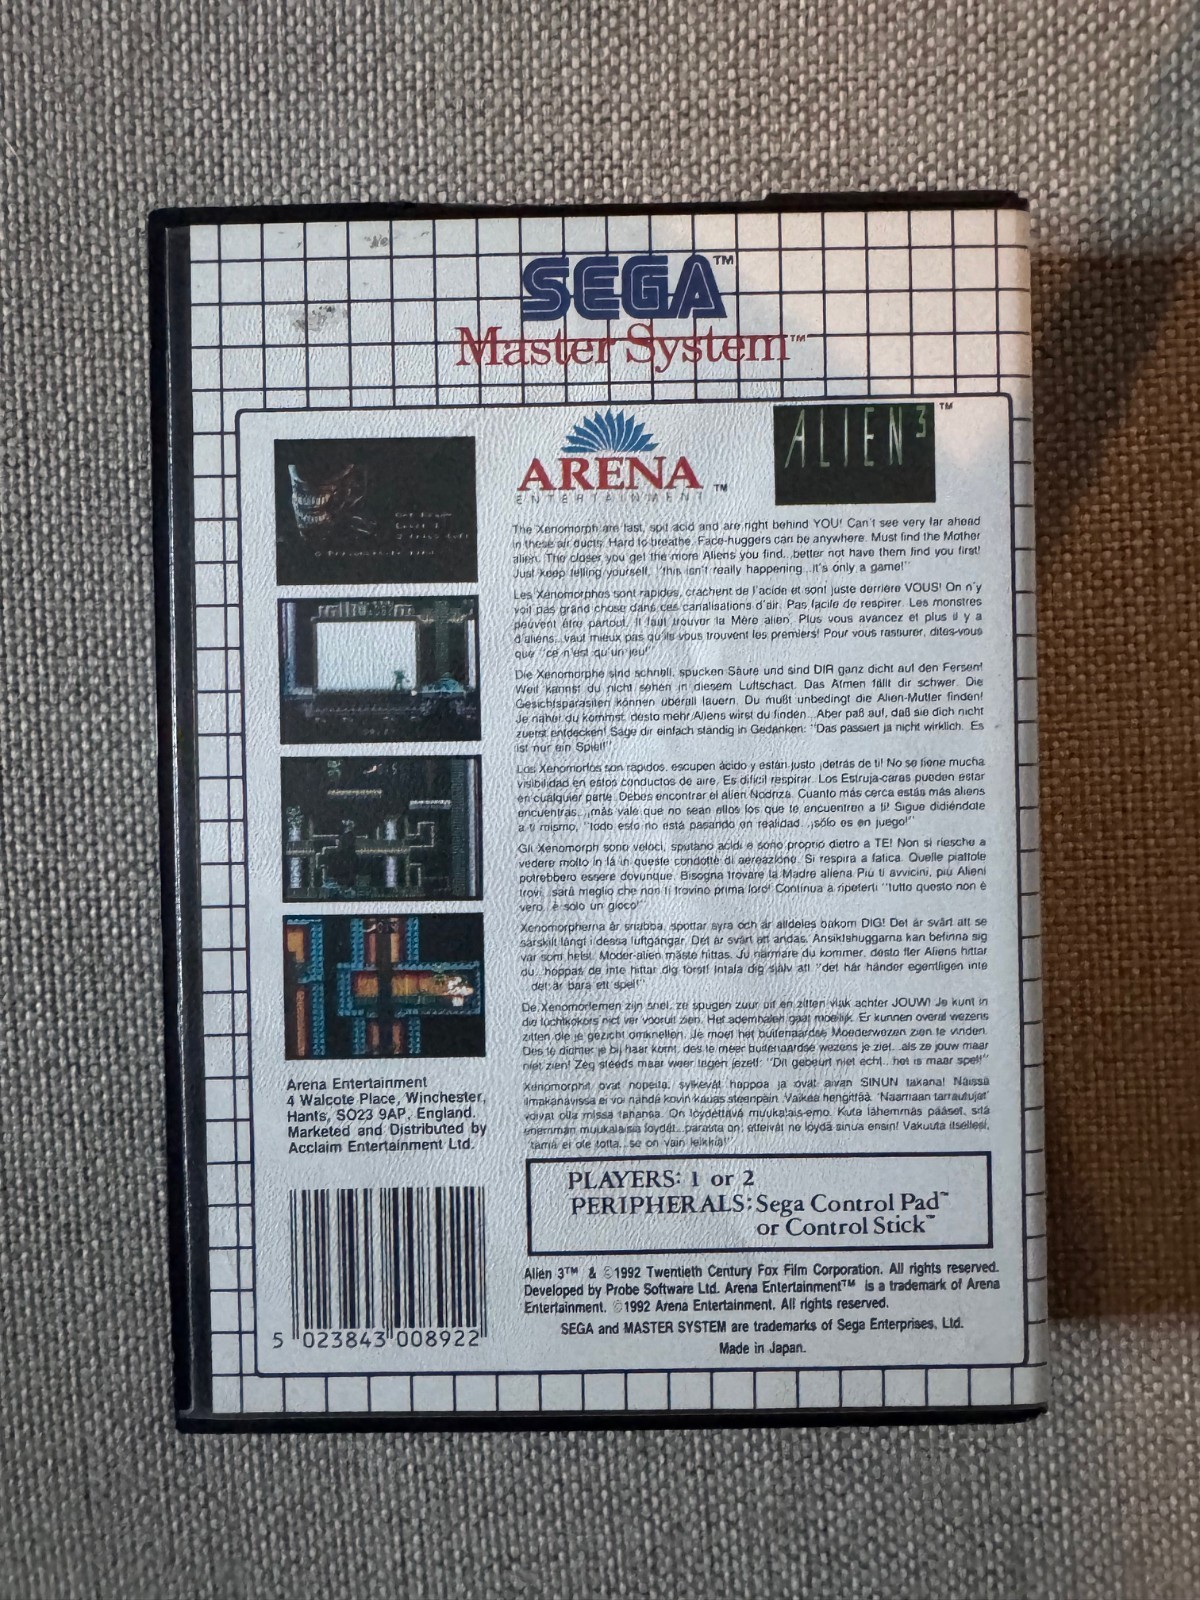 SEGA™
Master System™
ARENA
ENTERTAINMENT™
ALIEN³™
The Xenomorph are fast, spit acid and are right behind YOU! Can't see very far ahead
in these air ducts. Hard to breathe. Face-huggers can be anywhere. Must find the Mother
alien. The closer you get the more Aliens you find...better not have them find you first!
Just keep telling yourself, "this isn't really happening...it's only a game!"
Les Xénomorphes sont rapides, crachent de l'acide et sont juste derrière VOUS! On n'y
voit pas grand chose dans ces canalisations d'air. Pas facile de respirer. Les monstres
peuvent être partout. Il faut trouver la Mère alien. Plus vous avancez et plus il y a
d'aliens...vaut mieux pas qu'ils vous trouvent les premiers! Pour vous rassurer, dites-vous
que "ce n'est qu'un jeu!"
Die Xenomorphe sind schnell, spucken Säure und sind DIR ganz dicht auf den Fersen!
Weit kannst du nicht sehen in diesem Luftschact. Das Atmen fällt dir schwer. Die
Gesichtsparasiten können überall lauern. Du mußt unbedingt die Alien-Mutter finden!
Je näher du kommst, desto mehr Aliens wirst du finden...Aber paß auf, daß sie dich nicht
zuerst entdecken! Sage dir einfach ständig in Gedanken: "Das passiert ja nicht wirklich. Es
ist nur ein Spiel!"
Los Xenomorfos son rápidos, escupen ácido y están justo ¡detrás de ti! No se tiene mucha
visibilidad en estos conductos de aire. Es difícil respirar. Los Estruja-caras pueden estar
en cualquier parte. Debes encontrar el alien Nodriza. Cuanto más cerca estás más aliens
encuentras...¡más vale que no sean ellos los que te encuentren a ti! Sigue didiéndote
a ti mismo, "todo esto no está pasando en realidad...¡sólo es en juego!"
Gli Xenomorph sono veloci, sputano acidi e sono proprio dietro a TE! Non si riesche a
vedere molto in là in queste condotte di aereazione. Si respira a fatica. Quelle piattole
potrebbero essere dovunque. Bisogna trovare la Madre aliena Più ti avvicini, più Alieni
trovi...sarà meglio che non ti trovino prima loro! Continua a ripeterti "tutto questo non è
vero...è solo un gioco!"
Xenomorpherna är snabba, spottar syra och är alldeles bakom DIG! Det är svårt att se
särskilt långt i dessa luftgångar. Det är svårt att andas. Ansiktshuggarna kan befinna sig
var som helst. Moder-alien måste hittas. Ju närmare du kommer, desto fler Aliens hittar
du...hoppas de inte hittar dig först! Intala dig själv att "det här händer egentligen inte
...det är bara ett spel!"
De Xenomorfemen zijn snel, ze spugen zuur uit en zitten vlak achter JOUW! Je kunt in
die luchtkokers niet ver vooruit zien. Het ademhalen gaat moeilijk. Er kunnen overal wezens
zitten die je gezicht omknellen. Je moet het buitenaardse Moederwezen zien te vinden.
Des te dichter je bij haar komt, des te meer buitenaardse wezens je ziet...als ze jouw maar
niet zien! Zeg steeds maar weer tegen jezelf: "Dit gebeurt niet echt...het is maar spel!"
Xenomorphit ovat nopeita, sylkevät happoa ja ovat aivan SINUN takana! Näissä
ilmakanavissa ei voi nähdä kovin kauas eteenpäin. Vaikea hengittää. 'Naamaan tarrautujat'
voivat olla missä tahansa. On löydettävä muukalais-emo. Kuta lähemmäs pääset, sitä
enemmän muukalaisia löydät...parasta on, etteivät ne löydä sinua ensin! Vakuuta itsellesi,
"tämä ei ole totta...se on vain leikkiä!"
Arena Entertainment
4 Walcote Place, Winchester,
Hants, SO23 9AP, England.
Marketed and Distributed by
Acclaim Entertainment Ltd.
PLAYERS: 1 or 2
PERIPHERALS: Sega Control Pad™
or Control Stick™
Alien 3™ & ©1992 Twentieth Century Fox Film Corporation. All rights reserved.
Developed by Probe Software Ltd. Arena Entertainment™ is a trademark of Arena
Entertainment. ©1992 Arena Entertainment. All rights reserved.
SEGA and MASTER SYSTEM are trademarks of Sega Enterprises, Ltd.
Made in Japan.
5 023843 008922